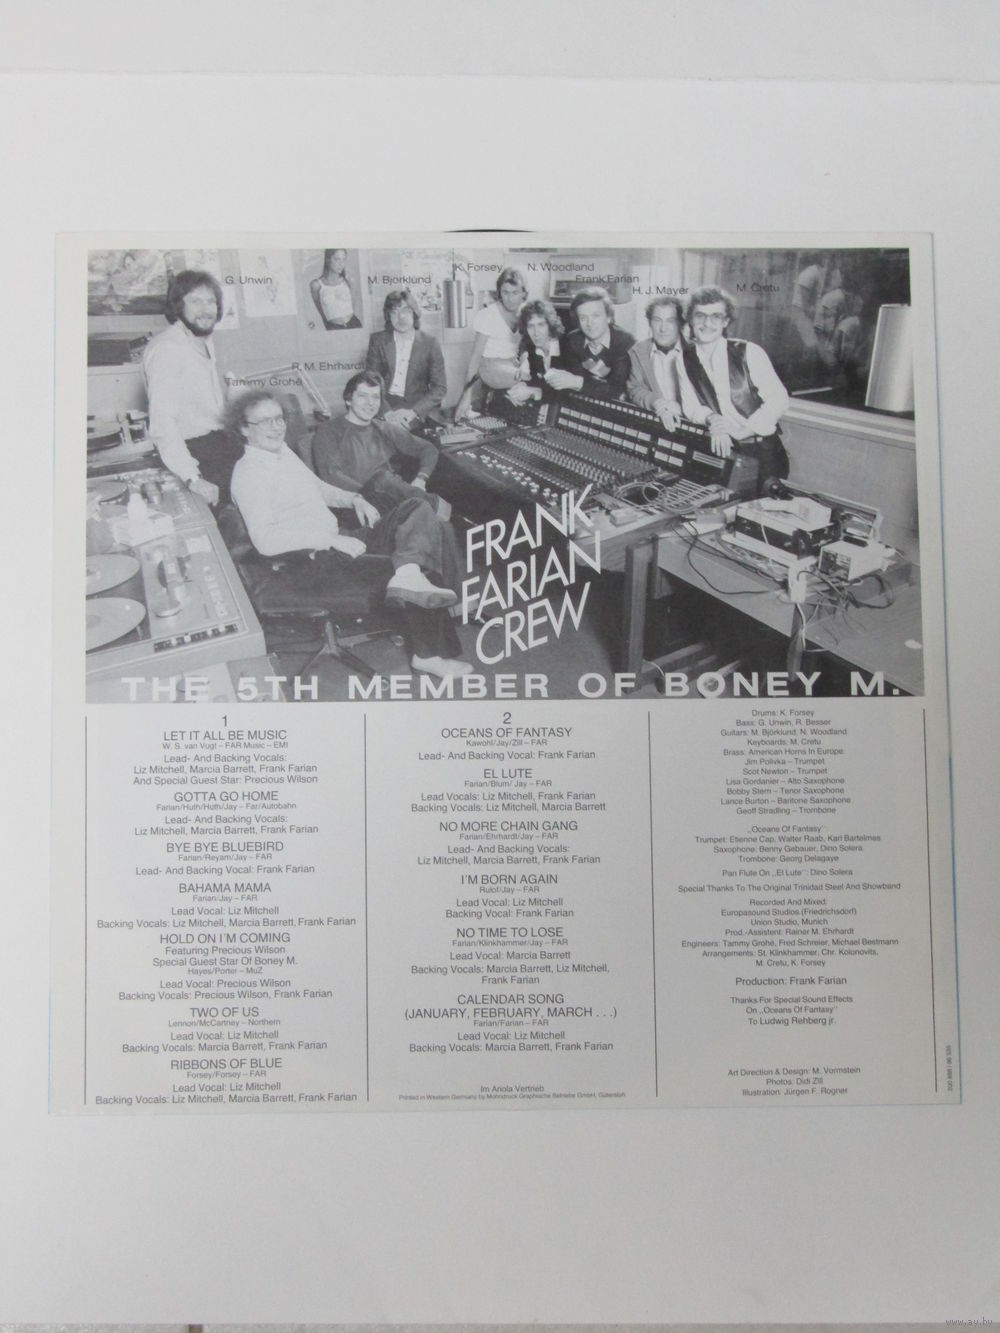 G. Unwin
M. Björklund
K. Forsey
N. Woodland
Frank Farian
H. J. Mayer
M. Cretu
R. M. Ehrhardt
Tammy Grohe
FRANK
FARIAN
CREW
THE 5TH MEMBER OF BONEY M.
1
LET IT ALL BE MUSIC
W. S. van Vugt – FAR Music – EMI
Lead- And Backing Vocals:
Liz Mitchell, Marcia Barrett, Frank Farian
And Special Guest Star: Precious Wilson
GOTTA GO HOME
Farian/Huth/Huth/Jay – Far/Autobahn
Lead- And Backing Vocals:
Liz Mitchell, Marcia Barrett, Frank Farian
BYE BYE BLUEBIRD
Farian/Reyam/Jay – FAR
Lead- And Backing Vocal: Frank Farian
BAHAMA MAMA
Farian/Jay – FAR
Lead Vocal: Liz Mitchell
Backing Vocals: Liz Mitchell, Marcia Barrett, Frank Farian
HOLD ON I´M COMING
Featuring Precious Wilson
Special Guest Star Of Boney M.
Hayes/Porter – MuZ
Lead Vocal: Precious Wilson
Backing Vocals: Precious Wilson, Frank Farian
TWO OF US
Lennon/McCartney – Northern
Lead Vocal: Liz Mitchell
Backing Vocals: Marcia Barrett, Frank Farian
RIBBONS OF BLUE
Forsey/Forsey – FAR
Lead Vocal: Liz Mitchell
Backing Vocals: Liz Mitchell, Marcia Barrett, Frank Farian
2
OCEANS OF FANTASY
Kawohl/Jay/Zill – FAR
Lead- And Backing Vocal: Frank Farian
EL LUTE
Farian/Blum/ Jay – FAR
Lead Vocals: Liz Mitchell, Frank Farian
Backing Vocals: Liz Mitchell, Marcia Barrett
NO MORE CHAIN GANG
Farian/Ehrhardt/Jay – FAR
Lead- And Backing Vocals:
Liz Mitchell, Marcia Barrett, Frank Farian
I´M BORN AGAIN
Rulof/Jay – FAR
Lead Vocal: Liz Mitchell
Backing Vocal: Frank Farian
NO TIME TO LOSE
Farian/Klinkhammer/Jay – FAR
Lead Vocal: Marcia Barrett
Backing Vocals: Marcia Barrett, Liz Mitchell,
Frank Farian
CALENDAR SONG
(JANUARY, FEBRUARY, MARCH . . .)
Farian/Farian – FAR
Lead Vocal: Liz Mitchell
Backing Vocals: Marcia Barrett, Frank Farian
Im Ariola Vertrieb
Printed in Western Germany by Mohndruck Graphische Betriebe GmbH, Gütersloh
Drums: K. Forsey
Bass: G. Unwin, R. Besser
Guitars: M. Björklund, N. Woodland
Keyboards: M. Cretu
Brass: American Horns In Europe:
Jim Polivka – Trumpet
Scot Newton – Trumpet
Lisa Gordanier – Alto Saxophone
Bobby Stern – Tenor Saxophone
Lance Burton – Baritone Saxophone
Geoff Stradling – Trombone
„Oceans Of Fantasy“
Trumpet: Etienne Cap, Walter Raab, Karl Bartelmes
Saxophone: Benny Gebauer, Dino Solera
Trombone: Georg Delagaye
Pan Flute On „El Lute“: Dino Solera
Special Thanks To The Original Trinidad Steel And Showband
Recorded And Mixed:
Europasound Studios (Friedrichsdorf)
Union Studio, Munich
Prod.-Assistent: Rainer M. Ehrhardt
Engineers: Tammy Grohé, Fred Schreier, Michael Bestmann
Arrangements: St. Klinkhammer, Chr. Kolonovits,
M. Cretu, K. Forsey
Production: Frank Farian
Thanks For Special Sound Effects
On „Oceans Of Fantasy“
To Ludwig Rehberg jr.
Art Direction & Design: M. Vormstein
Photos: Didi Zill
Illustration: Jürgen F. Rogner
www.ay.by